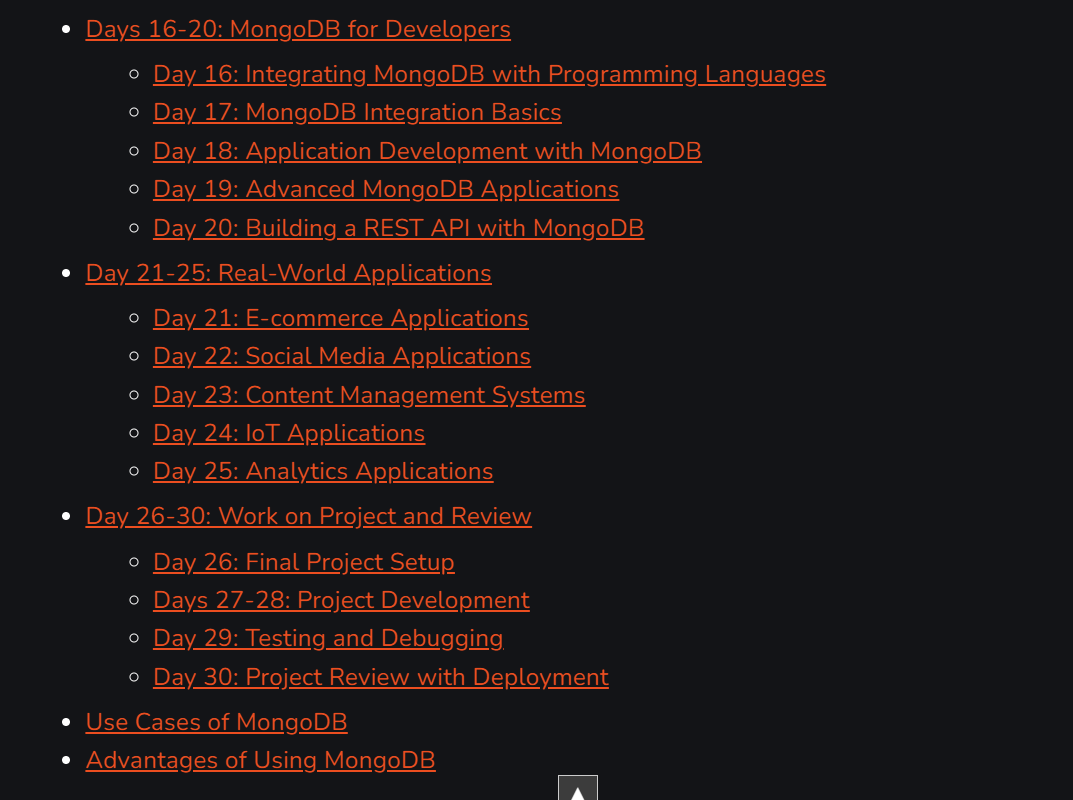 Days 16-20: MongoDB for Developers
Day 16: Integrating MongoDB with Programming Languages
Day 17: MongoDB Integration Basics
Day 18: Application Development with MongoDB
Day 19: Advanced MongoDB Applications
Day 20: Building a REST API with MongoDB
Day 21-25: Real-World Applications
Day 21: E-commerce Applications
Day 22: Social Media Applications
Day 23: Content Management Systems
Day 24: IoT Applications
Day 25: Analytics Applications
Day 26-30: Work on Project and Review
Day 26: Final Project Setup
Days 27-28: Project Development
Day 29: Testing and Debugging
Day 30: Project Review with Deployment
Use Cases of MongoDB
Advantages of Using MongoDB